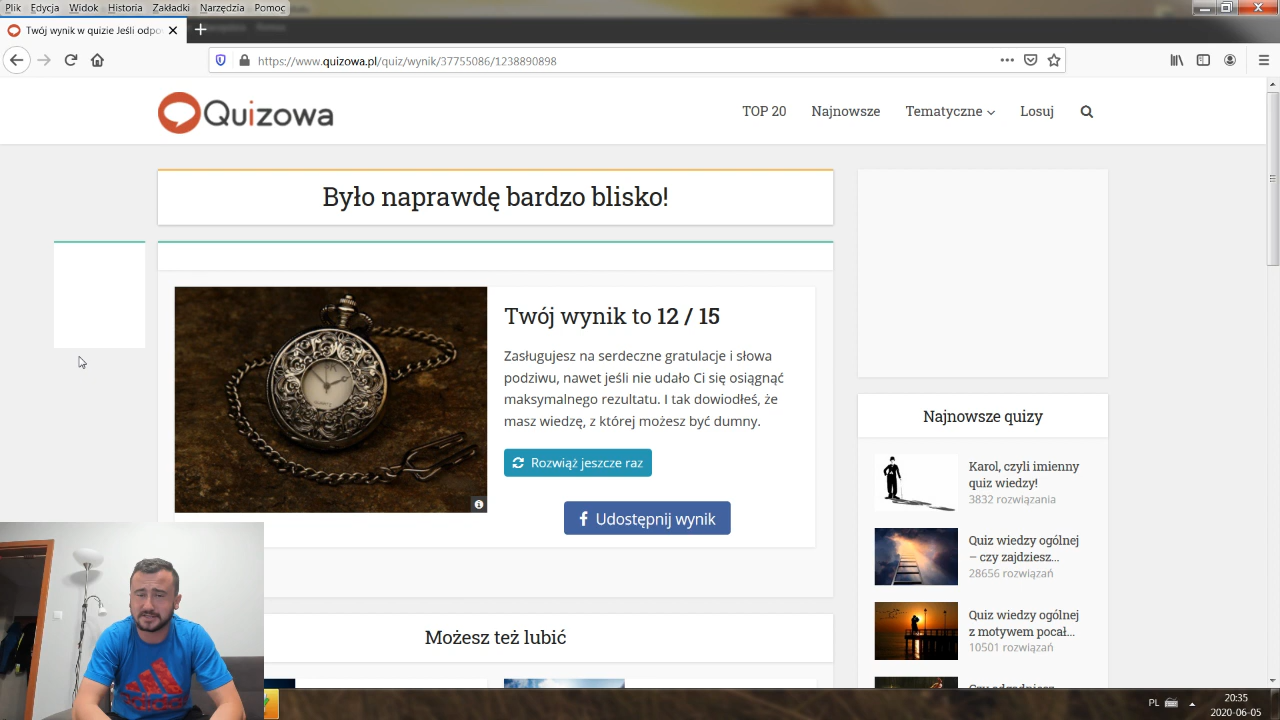 Plik Edycja Widok Historia Zakładki Narzędzia Pomoc
Twój wynik w quizie Jeśli odpo
https://www.quizowa.pl/quiz/wynik/37755086/1238890898
Quizowa
TOP 20 Najnowsze Tematyczne Losuj
Było naprawdę bardzo blisko!
Twój wynik to 12 / 15
Zasługujesz na serdeczne gratulacje i słowa
podziwu, nawet jeśli nie udało Ci się osiągnąć
maksymalnego rezultatu. I tak dowiodłeś, że
masz wiedzę, z której możesz być dumny.
Rozwiąż jeszcze raz
Udostępnij wynik
Możesz też lubić
Najnowsze quizy
Karol, czyli imienny
quiz wiedzy!
3832 rozwiązania
Quiz wiedzy ogólnej
– czy zajdziesz...
28656 rozwiązań
Quiz wiedzy ogólnej
z motywem pocał...
10501 rozwiązań
PL
20:35
2020-06-05